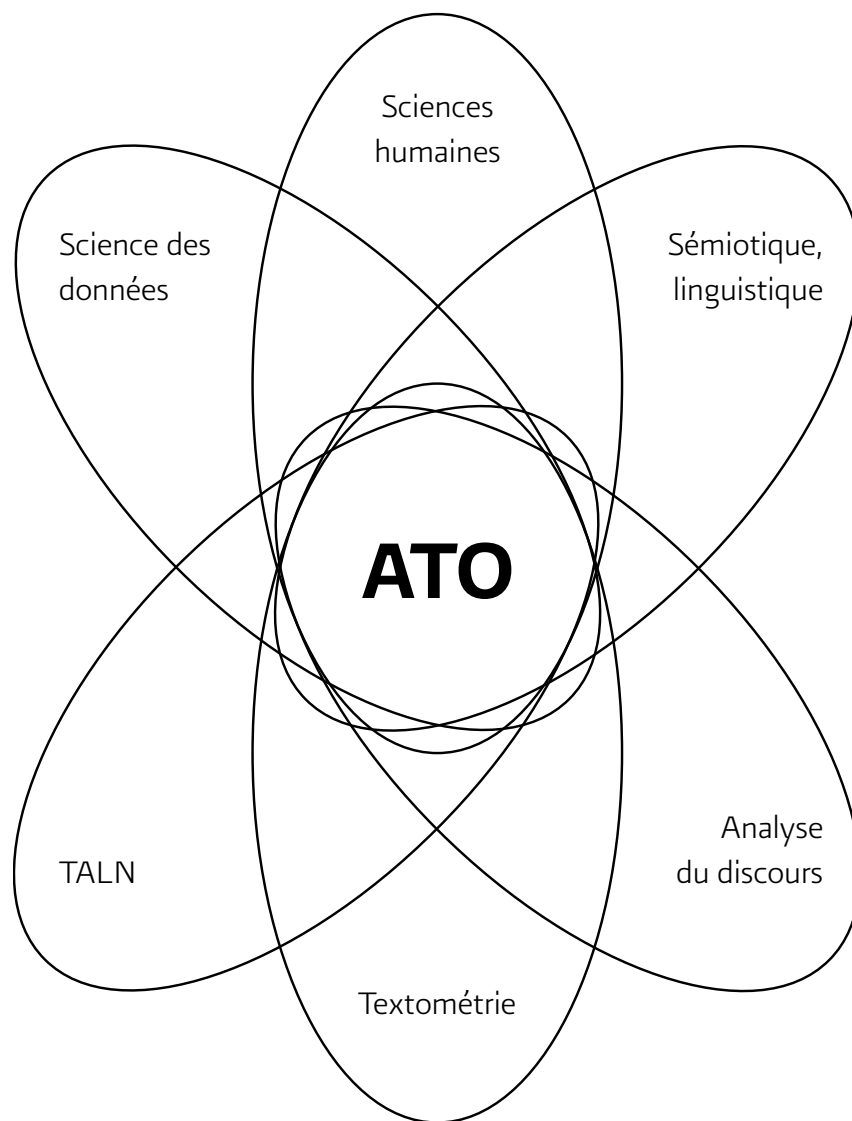 Sciences
humaines
Science des
données
Sémiotique,
linguistique
ATO
TALN
Analyse
du discours
Textométrie